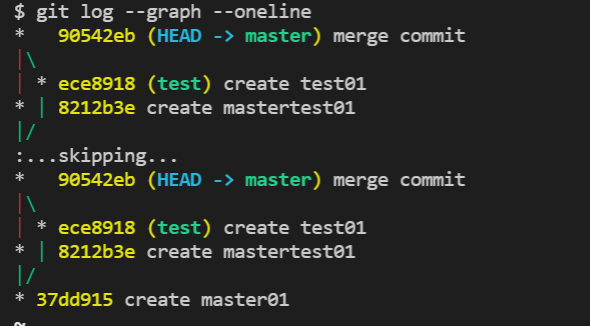 $ git log --graph --oneline
*   90542eb (HEAD -> master) merge commit
|\
| * ece8918 (test) create test01
* | 8212b3e create mastertest01
|/
:...skipping...
*   90542eb (HEAD -> master) merge commit
|\
| * ece8918 (test) create test01
* | 8212b3e create mastertest01
|/
* 37dd915 create master01
~